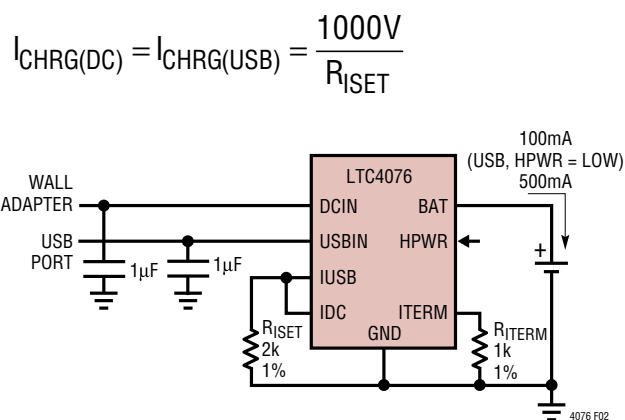 I_CHRG(DC) = I_CHRG(USB) = 1000V / R_ISET
100mA
(USB, HPWR = LOW)
500mA
WALL
ADAPTER
USB
PORT
1μF
1μF
LTC4076
DCIN
BAT
USBIN
HPWR
IUSB
IDC
ITERM
GND
+
R_ISET
2k
1%
R_ITERM
1k
1%
4076 F02